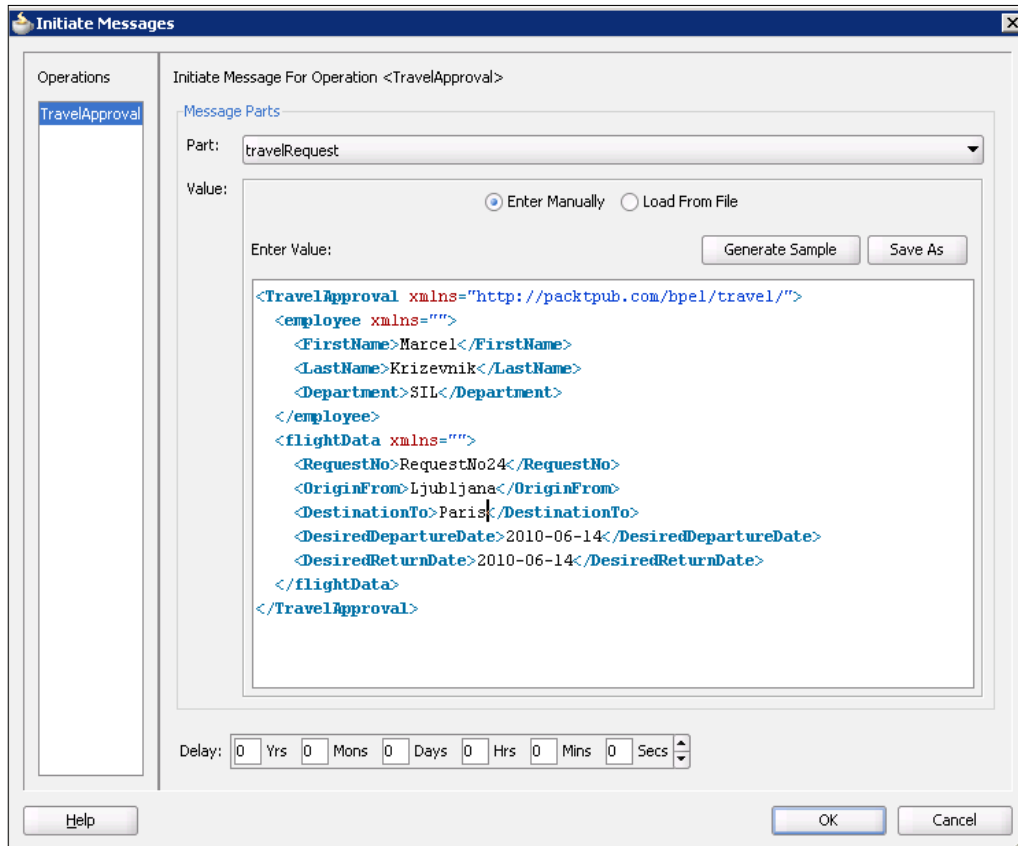 Initiate Messages
Operations
TravelApproval
Initiate Message For Operation <TravelApproval>
Message Parts
Part: travelRequest
Value:
Enter Manually Load From File
Enter Value: Generate Sample Save As
<TravelApproval xmlns="http://packtpub.com/bpel/travel/">
<employee xmlns="">
<FirstName>Marcel</FirstName>
<LastName>Krizevnik</LastName>
<Department>SIL</Department>
</employee>
<flightData xmlns="">
<RequestNo>RequestNo24</RequestNo>
<OriginFrom>Ljubljana</OriginFrom>
<DestinationTo>Paris</DestinationTo>
<DesiredDepartureDate>2010-06-14</DesiredDepartureDate>
<DesiredReturnDate>2010-06-14</DesiredReturnDate>
</flightData>
</TravelApproval>
Delay: 0 Yrs 0 Mons 0 Days 0 Hrs 0 Mins 0 Secs
Help OK Cancel